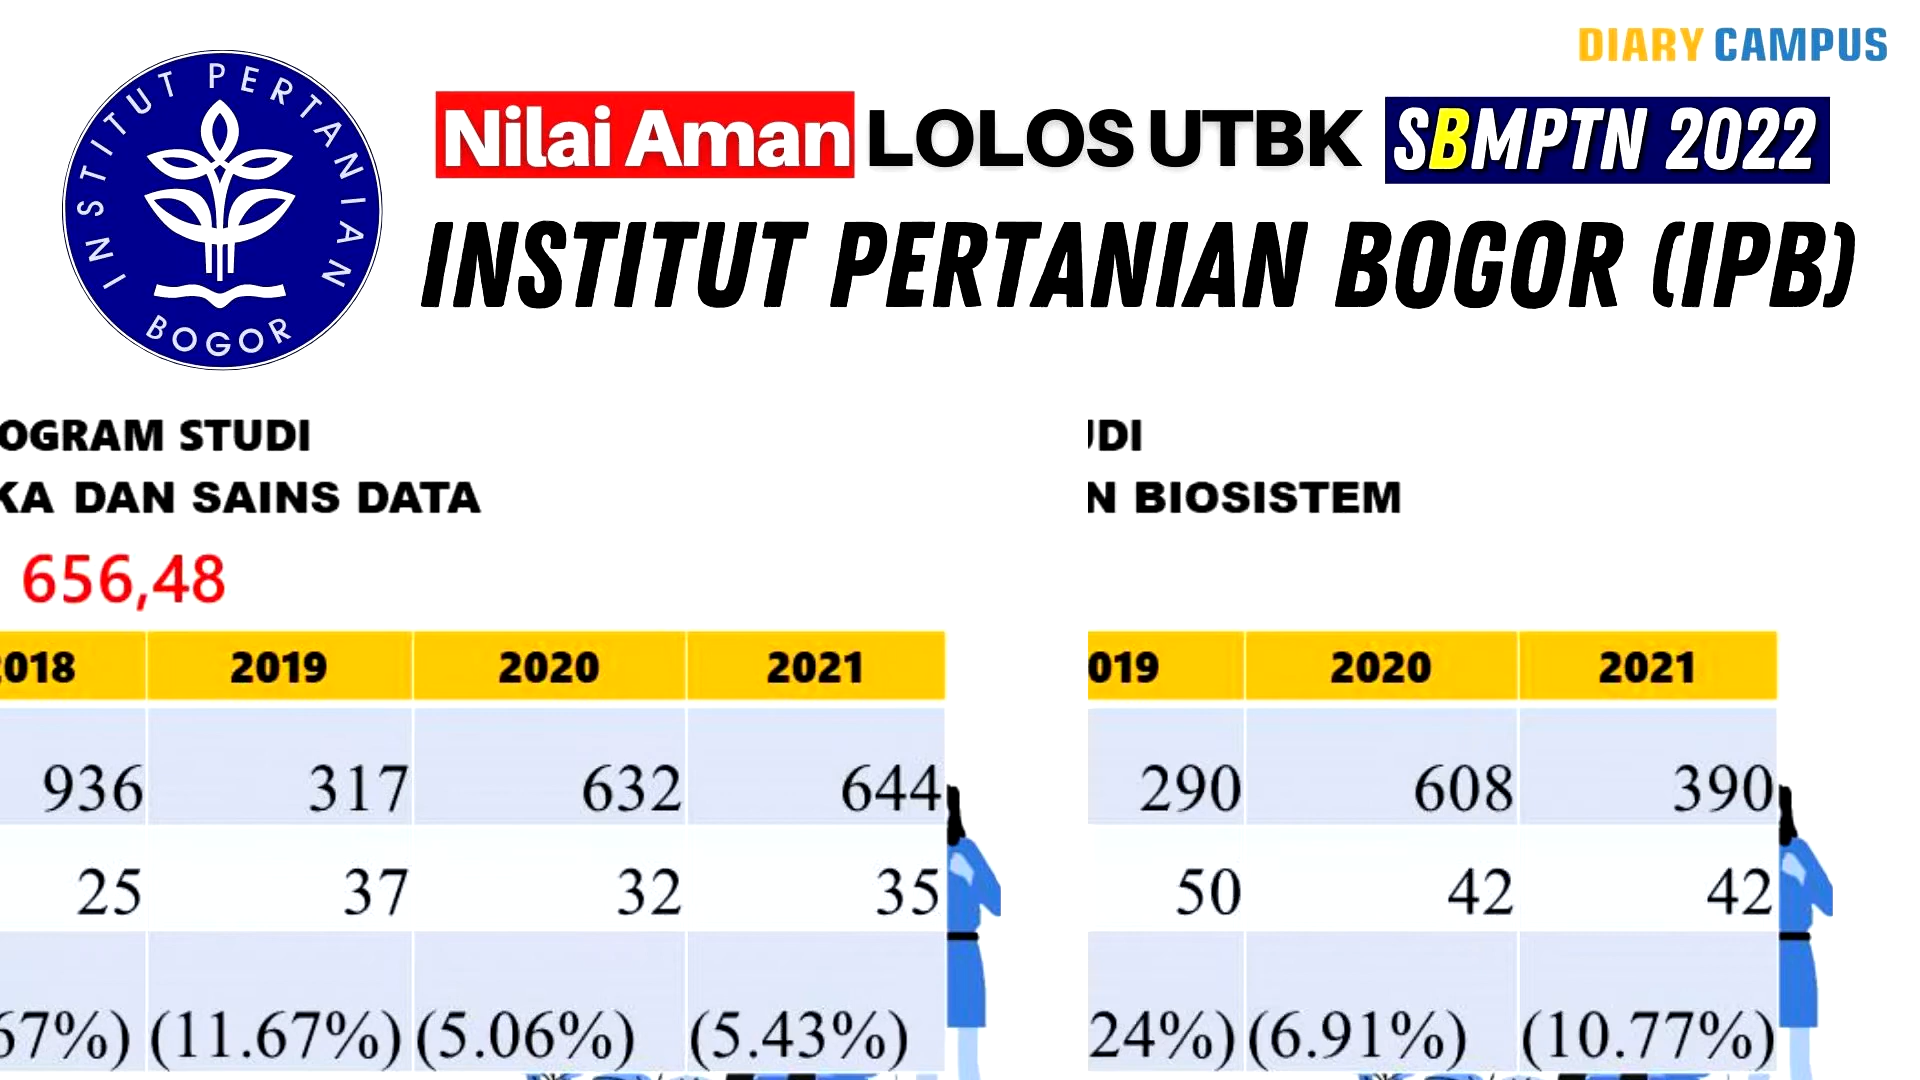 DIARY CAMPUS
INSTITUT PERTANIAN BOGOR
Nilai Aman LOLOS UTBK SBMPTN 2022
INSTITUT PERTANIAN BOGOR (IPB)
OGRAM STUDI
KA DAN SAINS DATA
656,48
018 2019 2020 2021
936 317 632 644
25 37 32 35
67%) (11.67%) (5.06%) (5.43%)
UDI
N BIOSISTEM
019 2020 2021
290 608 390
50 42 42
24%) (6.91%) (10.77%)